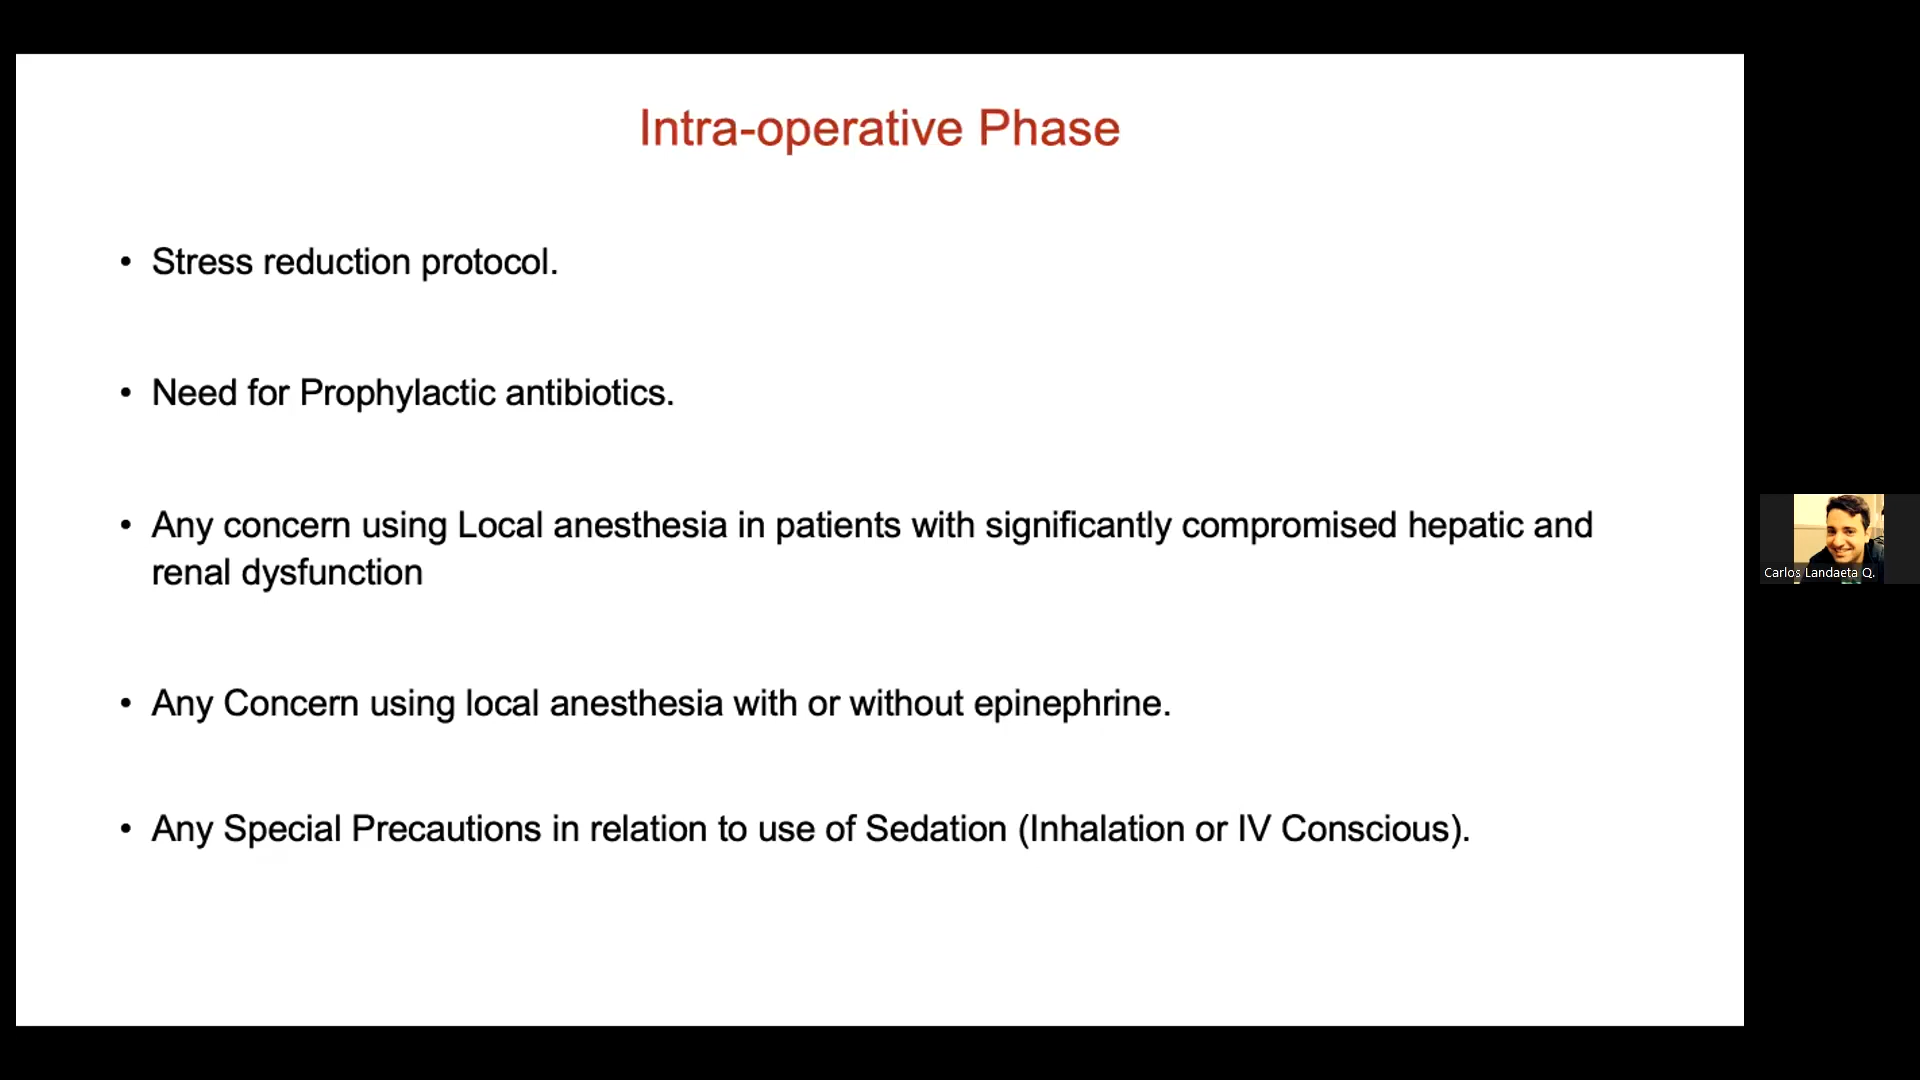 Intra-operative Phase
• Stress reduction protocol.
• Need for Prophylactic antibiotics.
• Any concern using Local anesthesia in patients with significantly compromised hepatic and
renal dysfunction
• Any Concern using local anesthesia with or without epinephrine.
• Any Special Precautions in relation to use of Sedation (Inhalation or IV Conscious).
Carlos Landaeta Q.